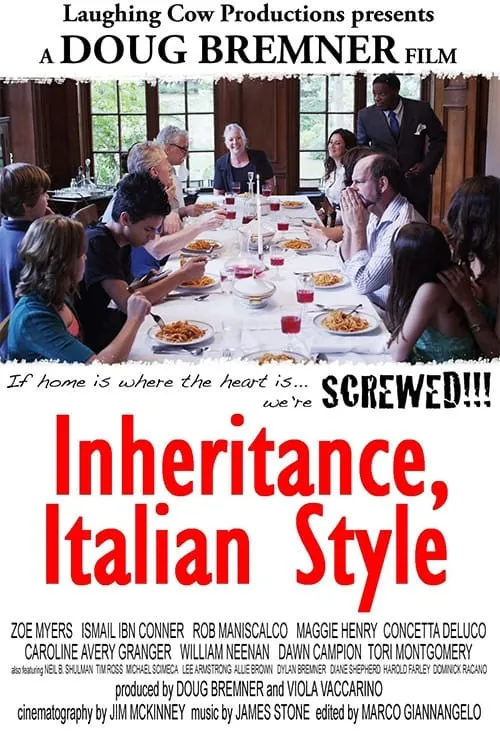 Laughing Cow Productions presents
A DOUG BREMNER FILM
If home is where the heart is...
we're SCREWED!!!
Inheritance,
Italian Style
ZOE MYERS ISMAIL IBN CONNER ROB MANISCALCO MAGGIE HENRY CONCETTA DELUCO
CAROLINE AVERY GRANGER WILLIAM NEENAN DAWN CAMPION TORI MONTGOMERY
also featuring NEIL B. SHULMAN TIM ROSS MICHAEL SCIMECA LEE ARMSTRONG ALLIE BROWN DYLAN BREMNER DIANE SHEPHERD HAROLD FARLEY DOMINICK RACANO
produced by DOUG BREMNER and VIOLA VACCARINO
cinematography by JIM MCKINNEY music by JAMES STONE edited by MARCO GIANNANGELO